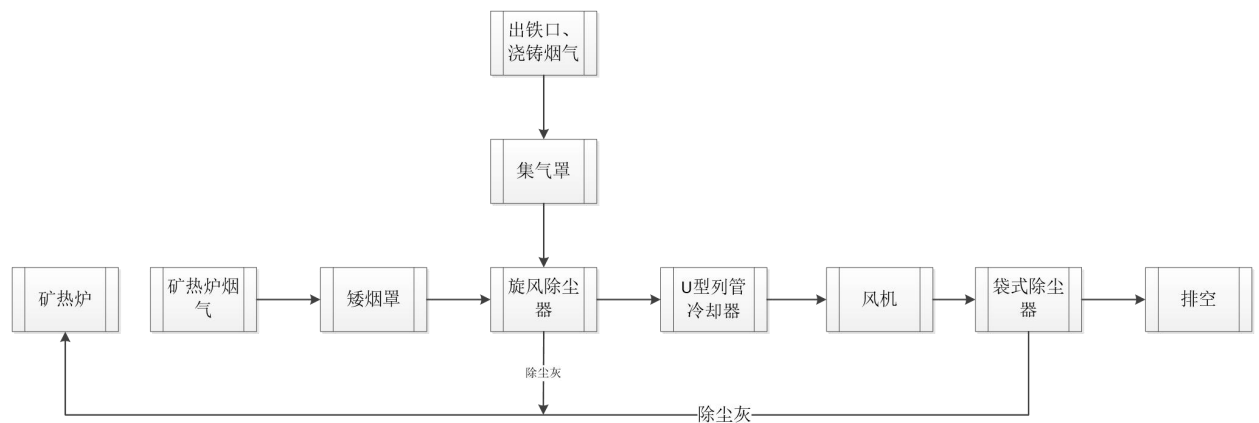 出铁口、
浇铸烟气
集气罩
矿热炉
矿热炉烟
气
矮烟罩
旋风除尘
器
U型列管
冷却器
风机
袋式除尘
器
排空
除尘灰
除尘灰